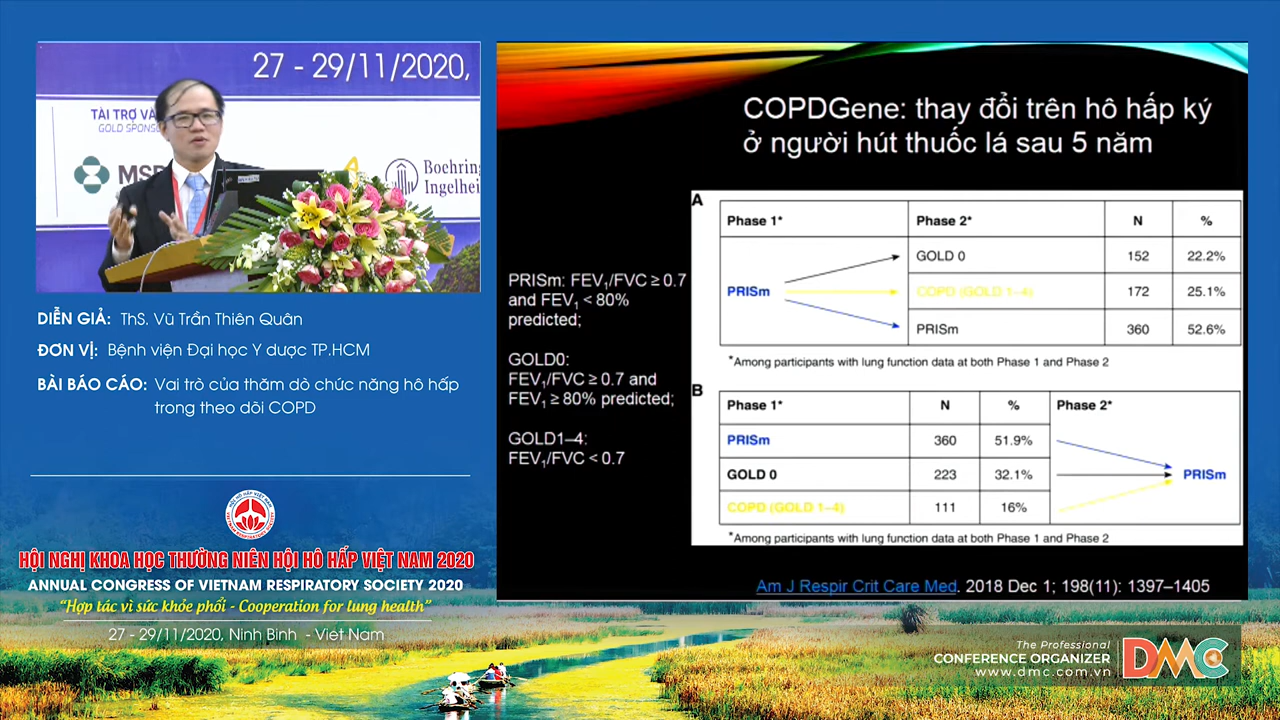 27 - 29/11/2020,
TÀI TRỢ VÀ
GOLD SPONS
MSD
Boehring
Ingelhei
DIỄN GIẢ: ThS. Vũ Trần Thiên Quân
ĐƠN VỊ: Bệnh viện Đại học Y dược TP.HCM
BÀI BÁO CÁO: Vai trò của thăm dò chức năng hô hấp
trong theo dõi COPD
HỘI NGHỊ KHOA HỌC THƯỜNG NIÊN HỘI HÔ HẤP VIỆT NAM 2020
ANNUAL CONGRESS OF VIETNAM RESPIRATORY SOCIETY 2020
“Hợp tác vì sức khỏe phổi - Cooperation for lung health”
27 - 29/11/2020, Ninh Binh - Viet Nam
COPDGene: thay đổi trên hô hấp ký
ở người hút thuốc lá sau 5 năm
PRISm: FEV1/FVC ≥ 0.7
and FEV1 < 80%
predicted;
GOLD0:
FEV1/FVC ≥ 0.7 and
FEV1 ≥ 80% predicted;
GOLD1–4:
FEV1/FVC < 0.7
A
Phase 1* Phase 2* N %
GOLD 0 152 22.2%
PRISm COPD (GOLD 1–4) 172 25.1%
PRISm 360 52.6%
*Among participants with lung function data at both Phase 1 and Phase 2
B
Phase 1* N % Phase 2*
PRISm 360 51.9%
GOLD 0 223 32.1% PRISm
COPD (GOLD 1–4) 111 16%
*Among participants with lung function data at both Phase 1 and Phase 2
Am J Respir Crit Care Med. 2018 Dec 1; 198(11): 1397–1405
The Professional
CONFERENCE ORGANIZER
www.dmc.com.vn
DMC